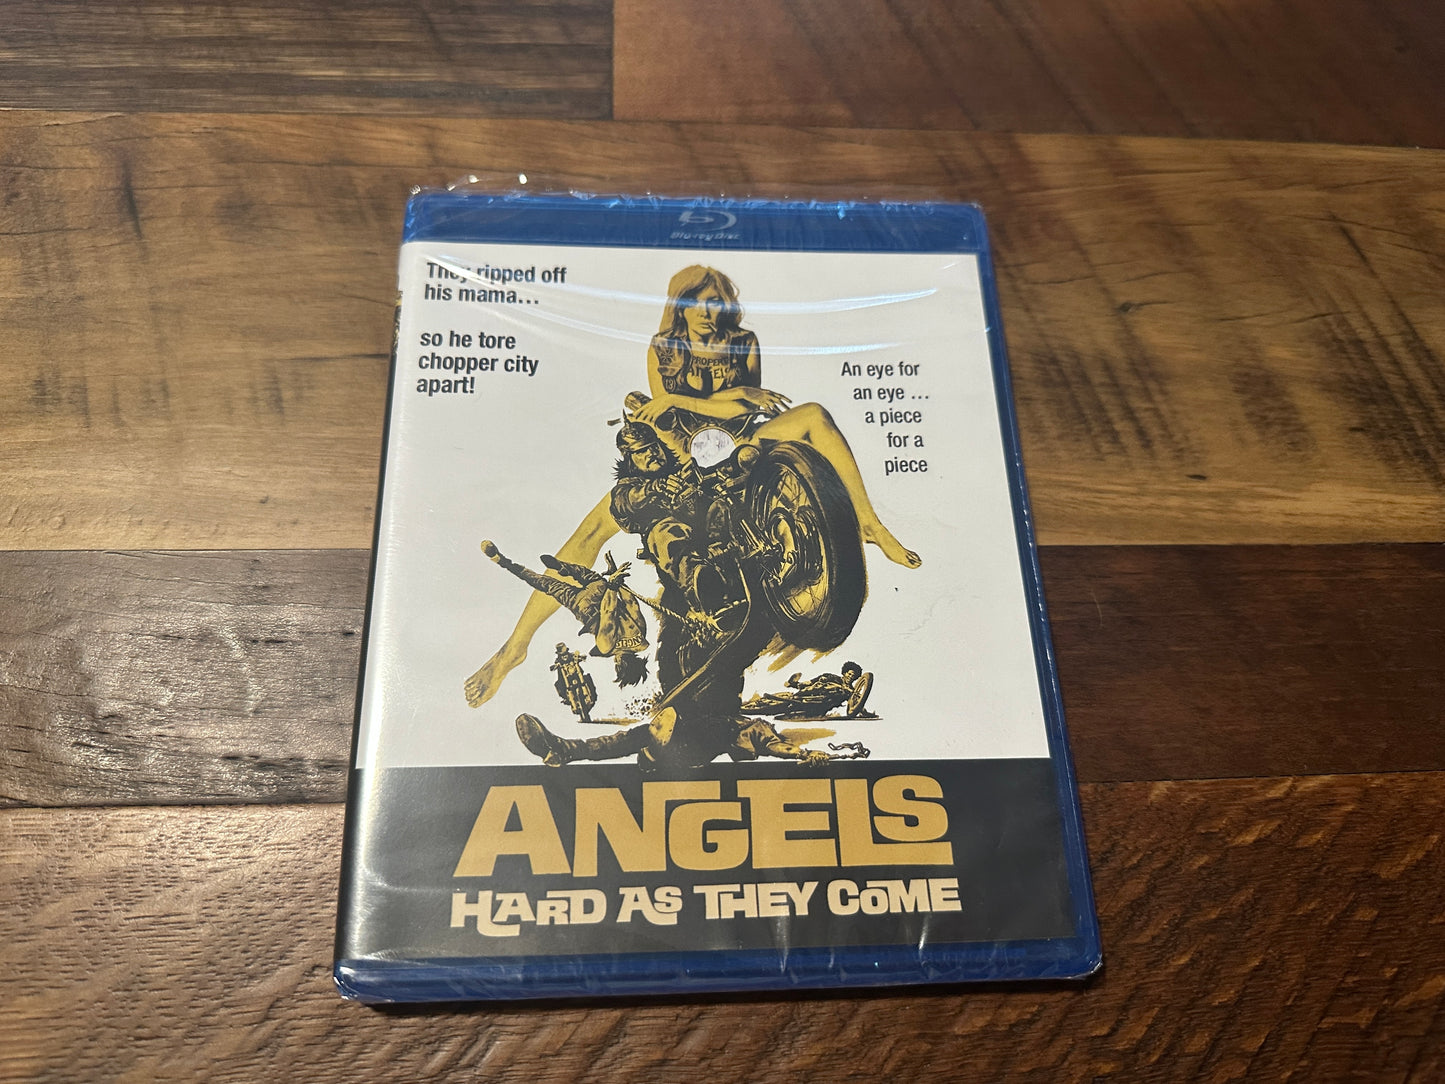 Blu-ray Disc
They ripped off
his mama...
so he tore
chopper city
apart!
An eye for
an eye ...
a piece
for a
piece
PROPERTY
ANGELS
HARD AS THEY COME